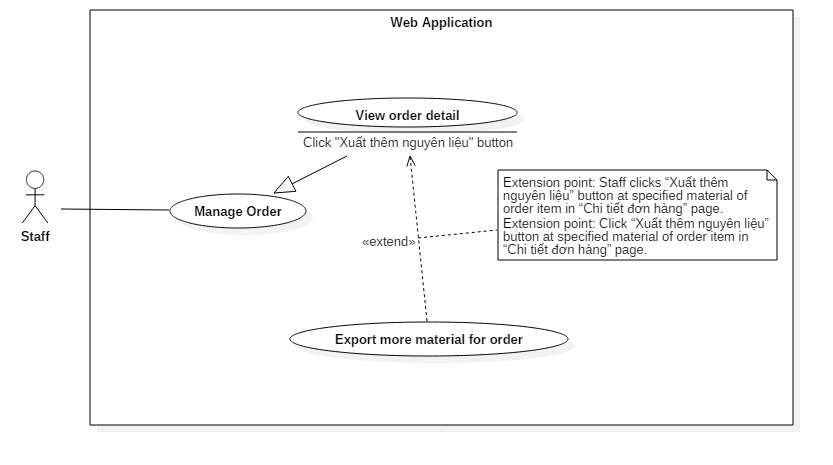 Web Application
View order detail
Click "Xuất thêm nguyên liệu" button
Extension point: Staff clicks “Xuất thêm
nguyên liệu” button at specified material of
order item in “Chi tiết đơn hàng” page.
Extension point: Click “Xuất thêm nguyên liệu”
button at specified material of order item in
“Chi tiết đơn hàng” page.
Manage Order
Staff
«extend»
Export more material for order